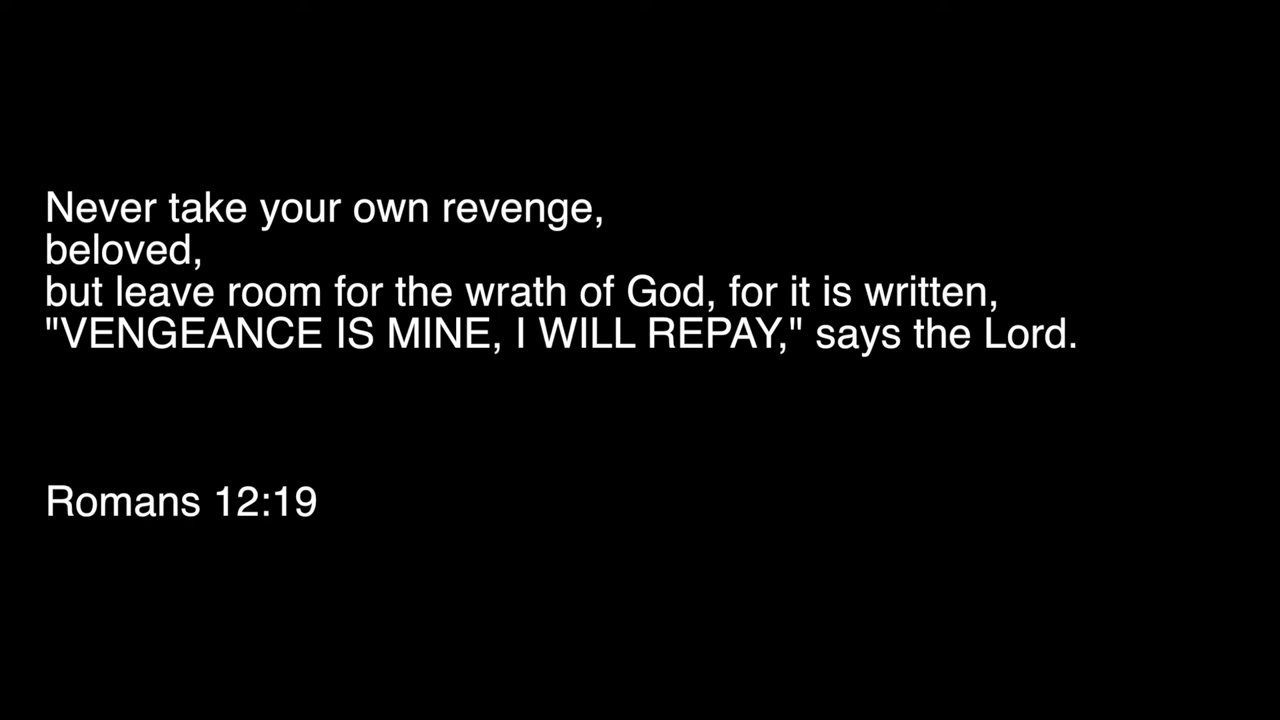 Never take your own revenge,
beloved,
but leave room for the wrath of God, for it is written,
"VENGEANCE IS MINE, I WILL REPAY," says the Lord.
Romans 12:19